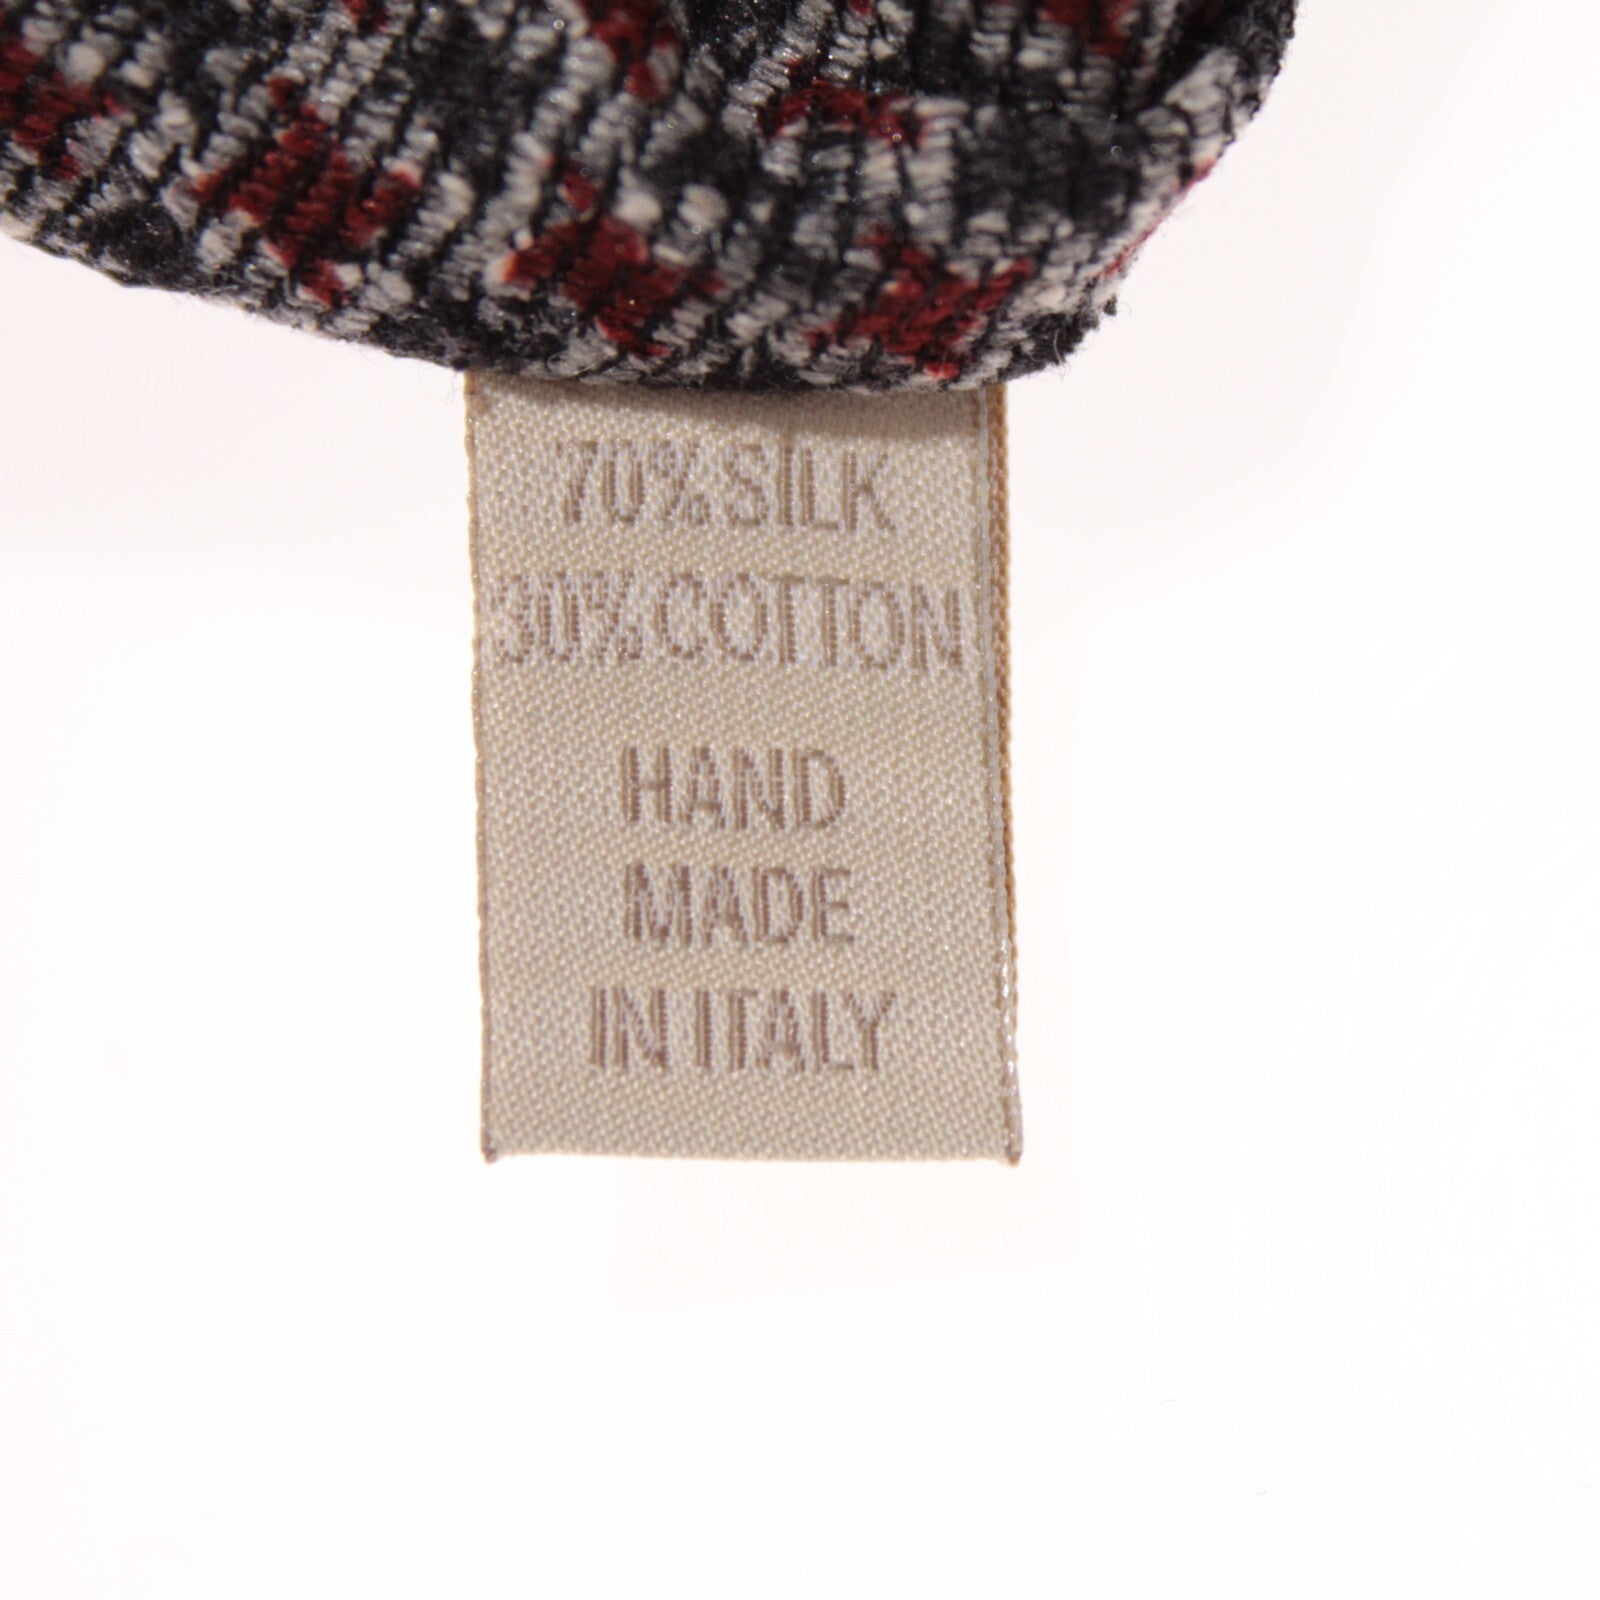 70% SILK
30% COTTON
HAND
MADE
IN ITALY